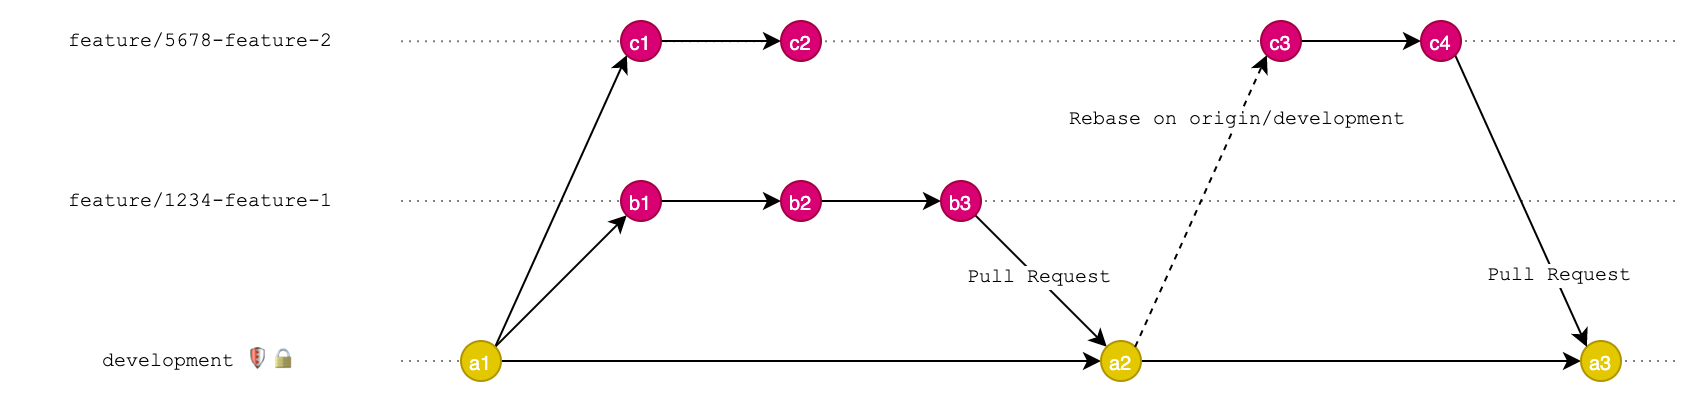 feature/5678-feature-2
c1
c2
c3
c4
Rebase on origin/development
feature/1234-feature-1
b1
b2
b3
Pull Request
Pull Request
development
a1
a2
a3